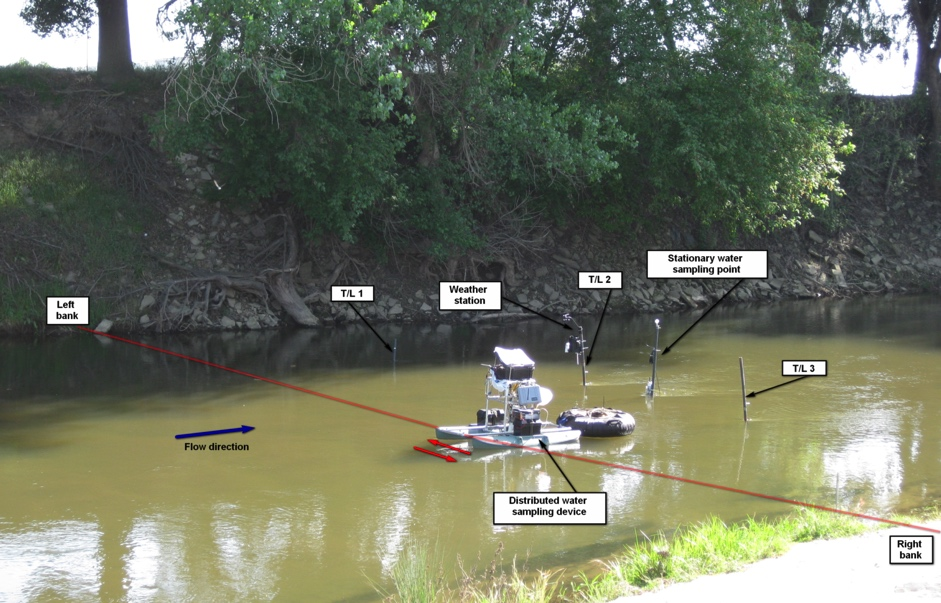 Stationary water
sampling point
T/L 2
T/L 1
Weather
station
Left
bank
T/L 3
Flow direction
Distributed water
sampling device
Right
bank